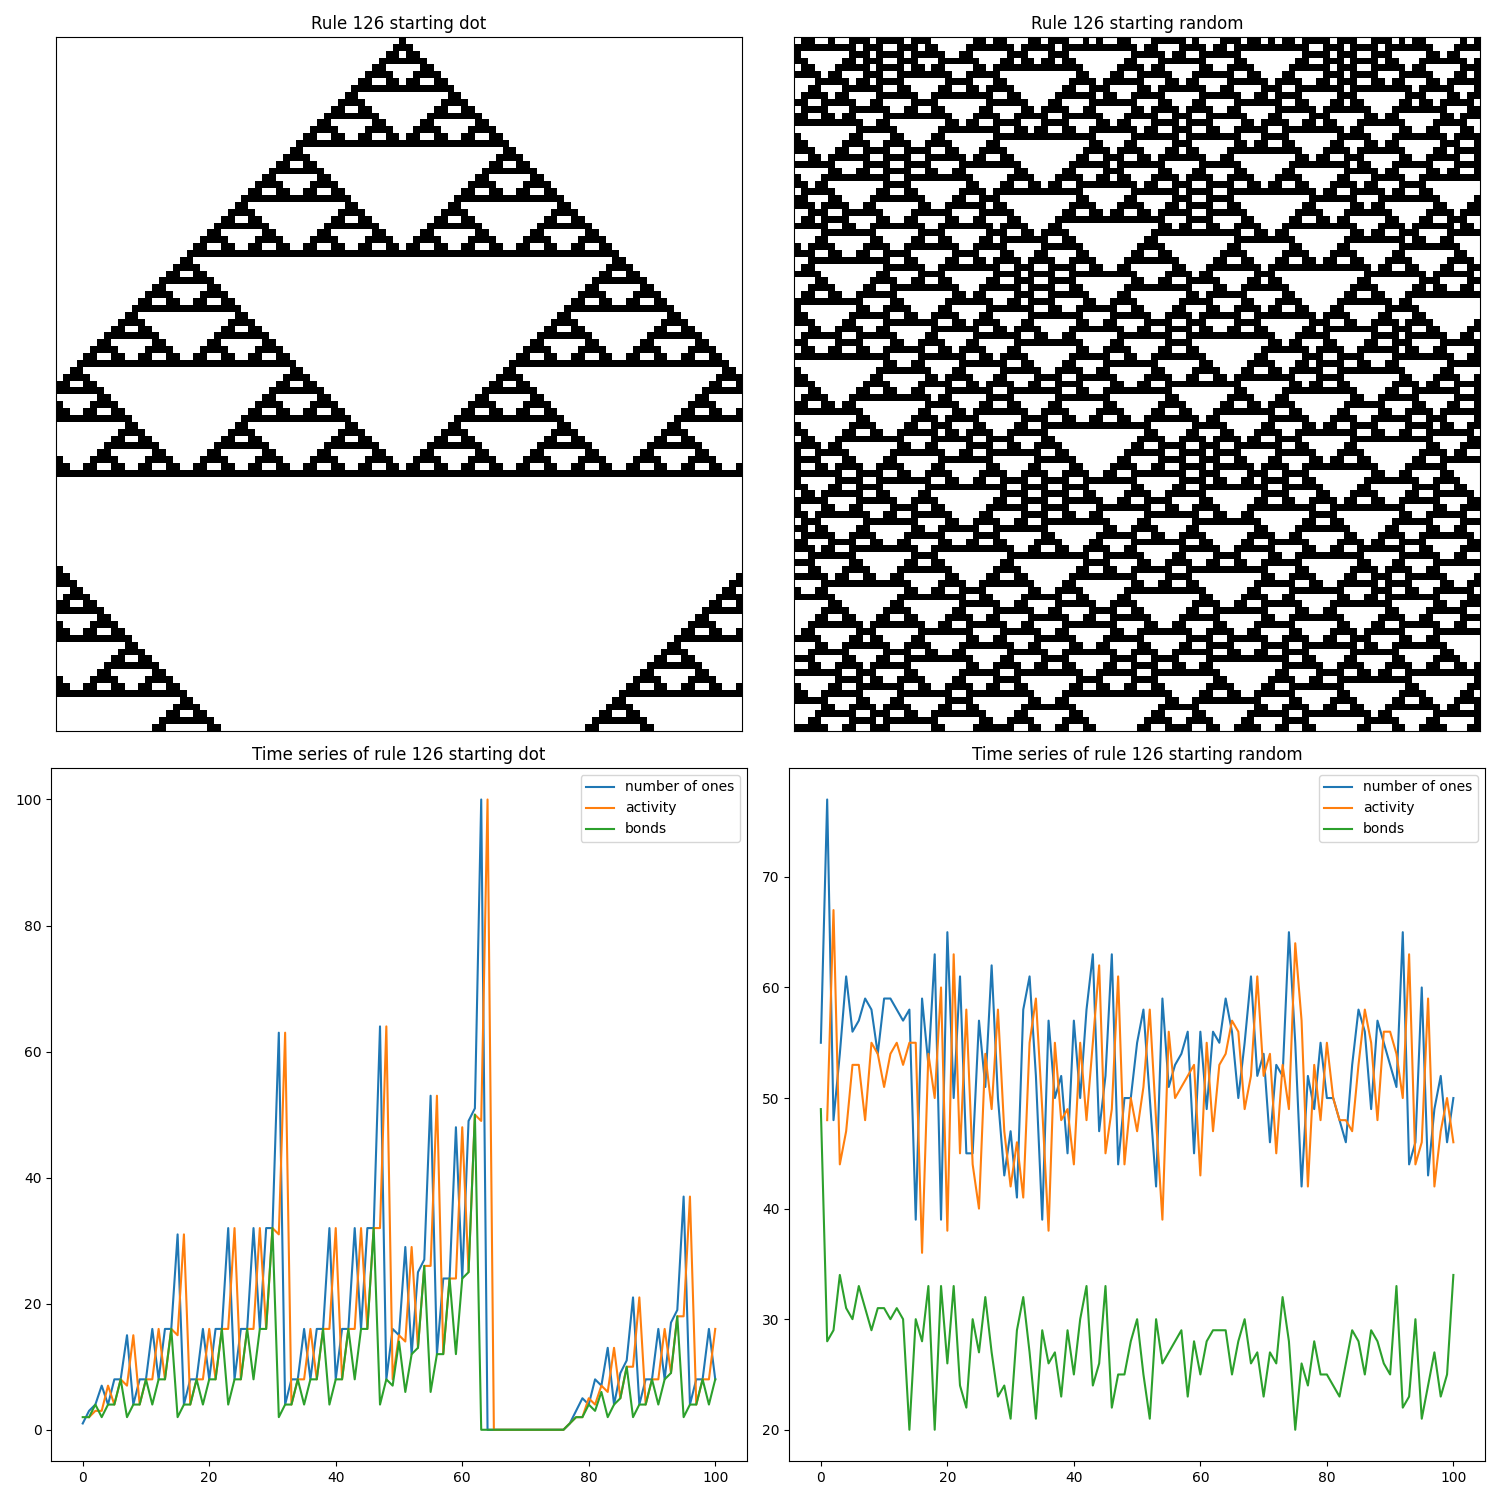 Rule 126 starting dot
Rule 126 starting random
Time series of rule 126 starting dot
number of ones
activity
bonds
100
80
60
40
20
0
0 20 40 60 80 100
Time series of rule 126 starting random
number of ones
activity
bonds
70
60
50
40
30
20
0 20 40 60 80 100